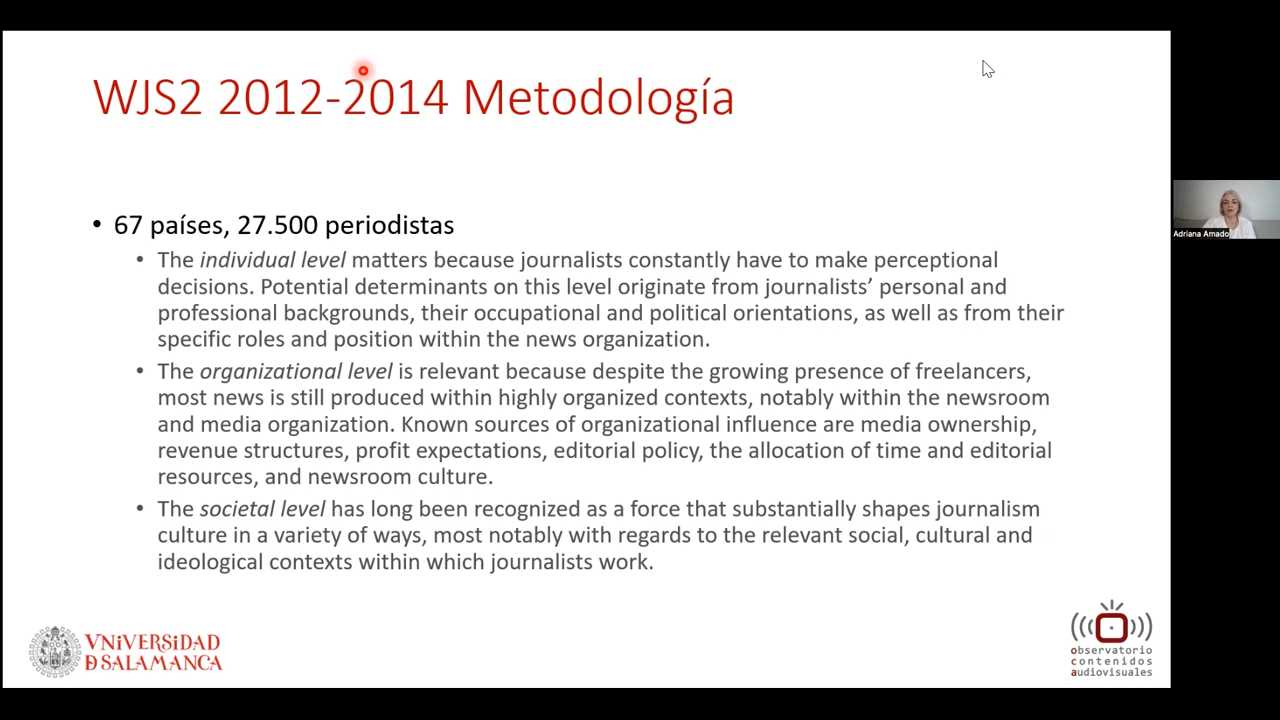 WJS2 2012-2014 Metodología
• 67 países, 27.500 periodistas
• The individual level matters because journalists constantly have to make perceptional
decisions. Potential determinants on this level originate from journalists’ personal and
professional backgrounds, their occupational and political orientations, as well as from their
specific roles and position within the news organization.
• The organizational level is relevant because despite the growing presence of freelancers,
most news is still produced within highly organized contexts, notably within the newsroom
and media organization. Known sources of organizational influence are media ownership,
revenue structures, profit expectations, editorial policy, the allocation of time and editorial
resources, and newsroom culture.
• The societal level has long been recognized as a force that substantially shapes journalism
culture in a variety of ways, most notably with regards to the relevant social, cultural and
ideological contexts within which journalists work.
VNiVERSiDAD
D SALAMANCA
observatorio
contenidos
audiovisuales
Adriana Amado